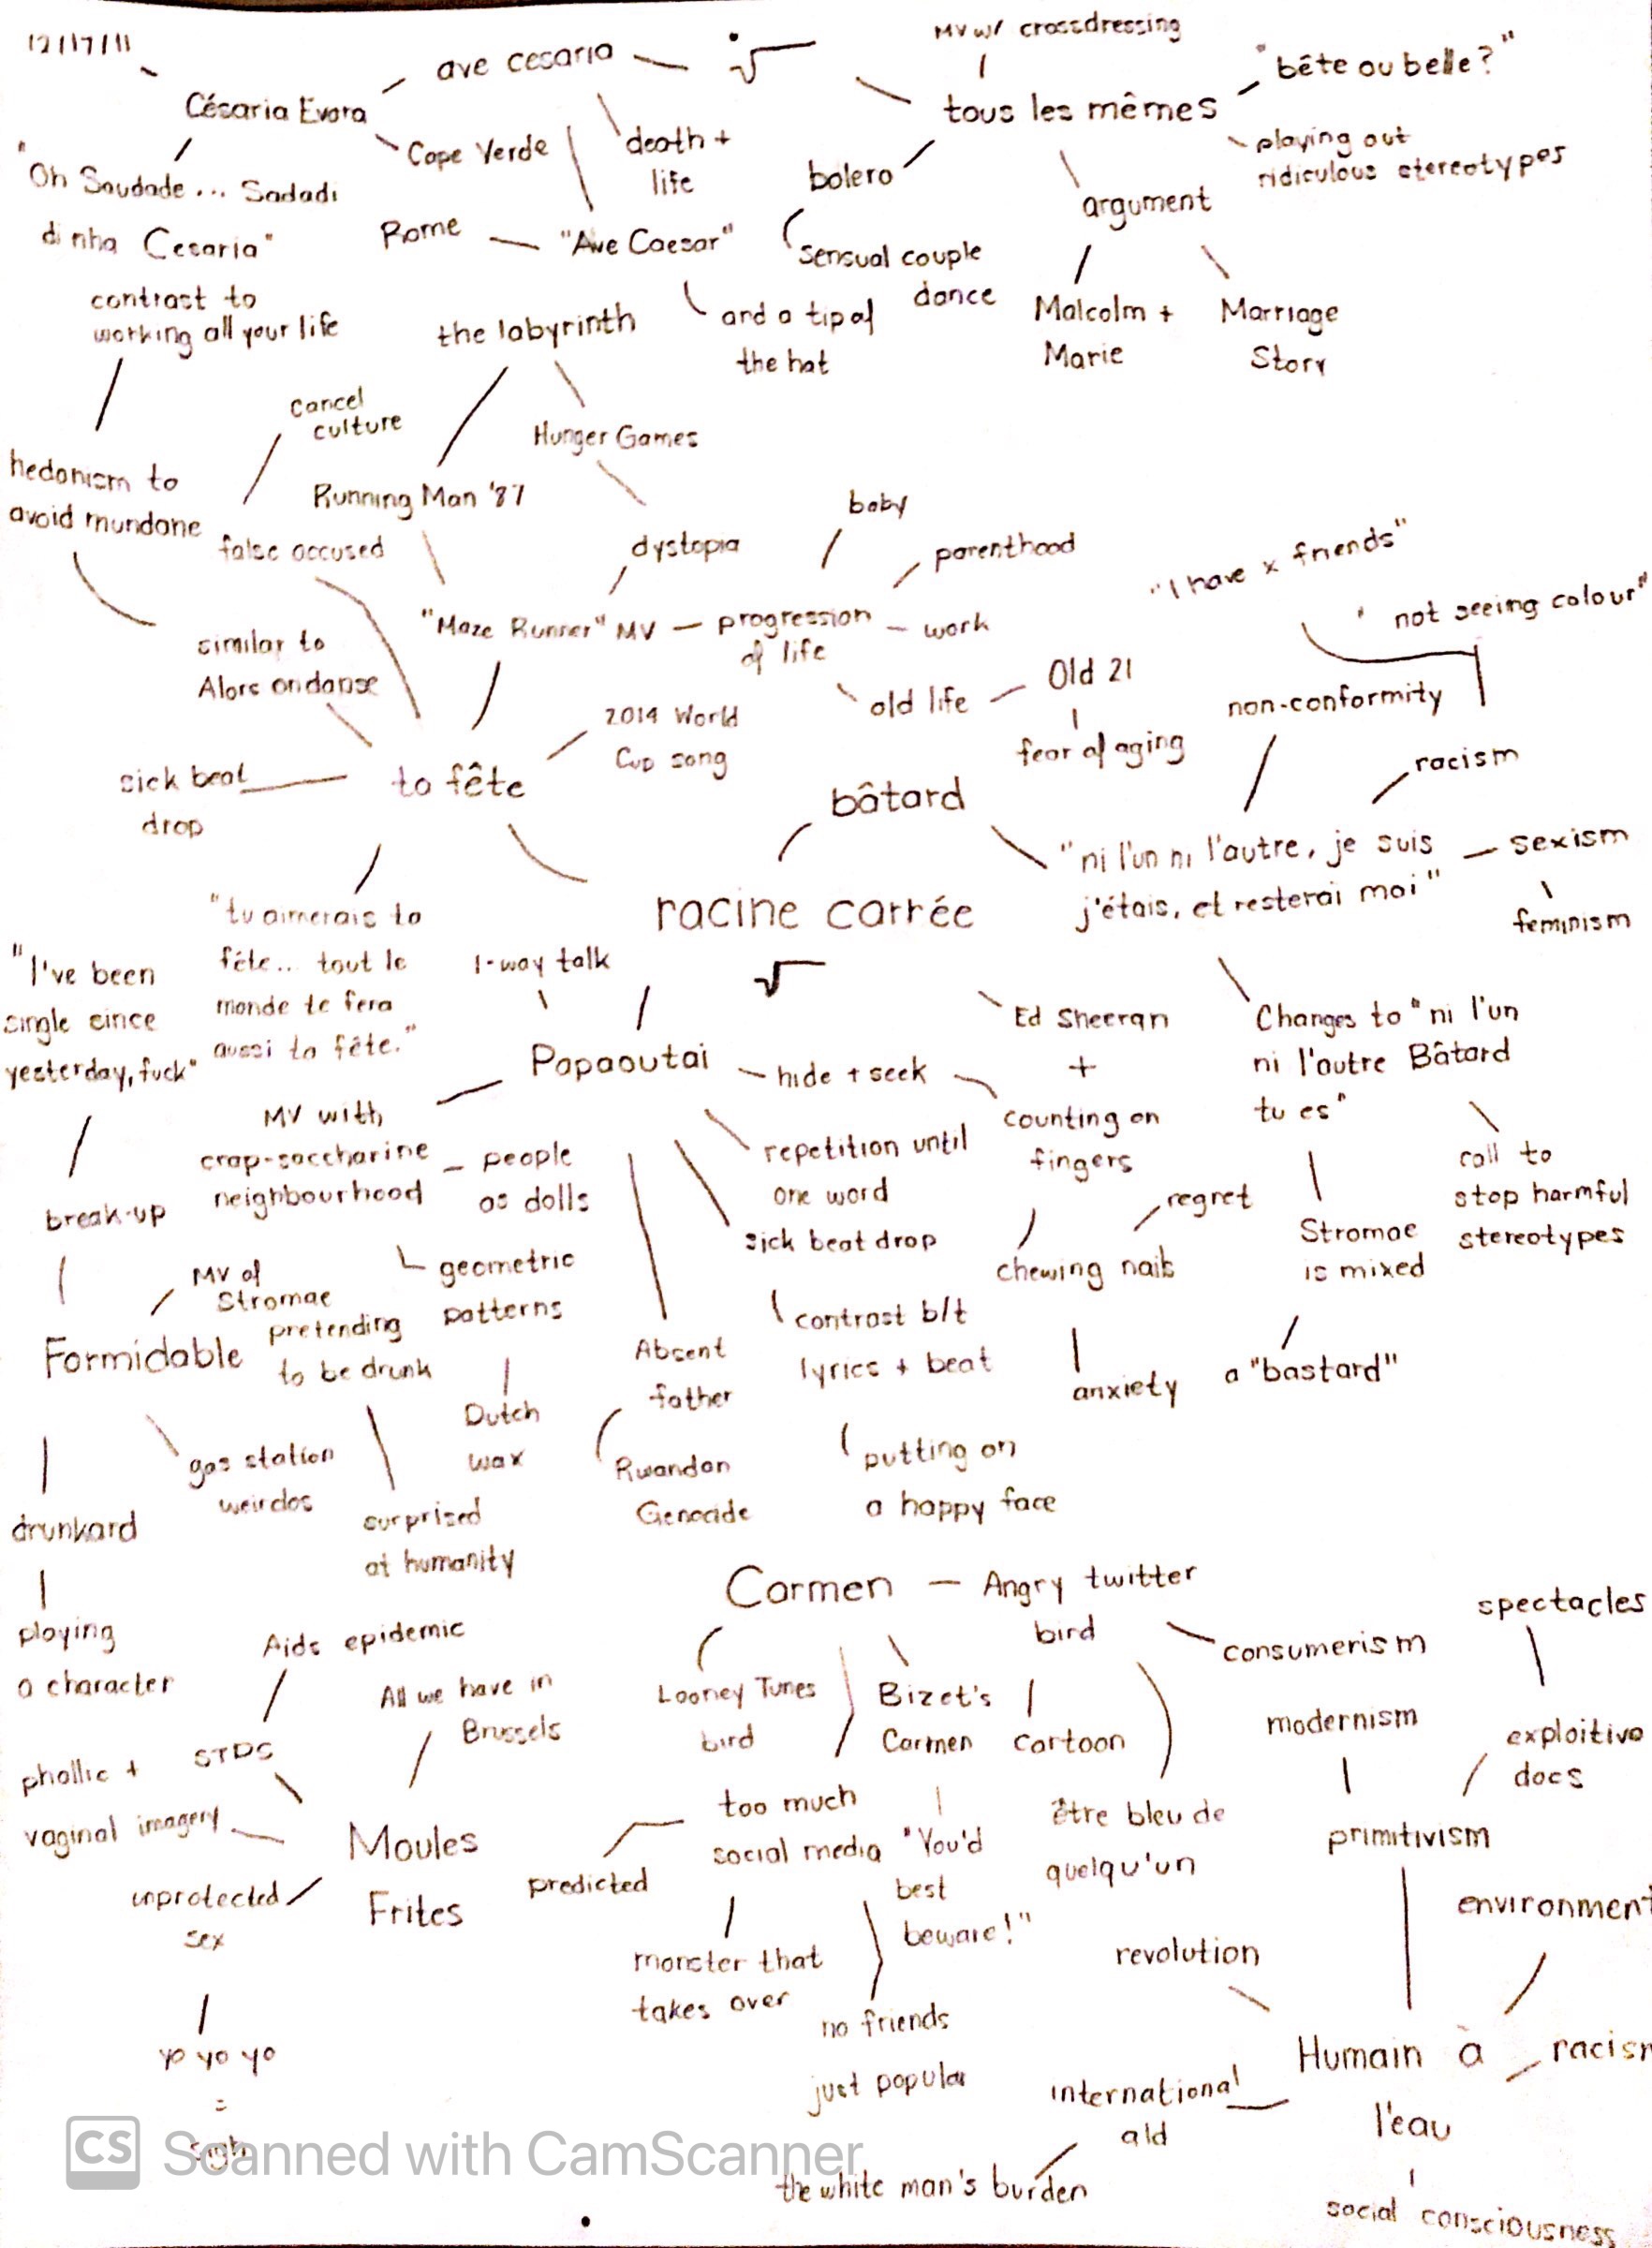 12/17/11
ave cesaria
√
MV w/ crossdressing
"bête ou belle?"
Césaria Evora
tous les mêmes
Cape Verde
death +
life
bolero
playing out
ridiculous stereotypes
"Oh Saudade... Sodadi
di nha Cesaria"
Rome
"Ave Caesar"
sensual couple
dance
argument
contrast to
working all your life
the labyrinth
and a tip of
the hat
Malcolm +
Marie
Marriage
Story
cancel
culture
Hunger Games
hedonism to
avoid mundane
Running Man '87
false accused
dystopia
baby
parenthood
"I have x friends"
"not seeing colour"
similar to
Alors on danse
"Maze Runner" MV
progression
of life
work
old life
Old 21
fear of aging
non-conformity
2014 World
Cup song
racism
sick beat
drop
ta fête
bâtard
"ni l'un ni l'autre, je suis
j'étais, et resterai moi"
sexism
feminism
racine carrée
√
"tu aimerais ta
fête.. tout le
monde te fera
aussi ta fête."
1-way talk
"I've been
single since
yesterday, fuck"
Ed Sheeran
+
Changes to "ni l'un
ni l'autre Bâtard
tu es"
Papaoutai
hide + seek
counting on
fingers
MV with
crap-saccharine
neighbourhood
people
as dolls
repetition until
one word
call to
stop harmful
stereotypes
break-up
regret
sick beat drop
chewing nails
Stromae
is mixed
MV of
Stromae
pretending
to be drunk
geometric
patterns
contrast b/t
lyrics + beat
Formidable
Absent
father
anxiety
a "bastard"
Dutch
wax
gas station
weirdos
Rwandan
Genocide
putting on
a happy face
drunkard
surprised
at humanity
Carmen
Angry twitter
bird
spectacles
playing
a character
Aids epidemic
consumerism
All we have in
Brussels
Looney Tunes
bird
Bizet's
Carmen
cartoon
modernism
exploitive
docs
phallic +
vaginal imagery
STDS
too much
social media
être bleu de
quelqu'un
primitivism
Moules
Frites
predicted
"You'd
best
beware!"
unprotected
sex
environment
monster that
takes over
revolution
no friends
just popular
yo yo yo
=
sigh
Humain à
l'eau
international
aid
the white man's burden
social consciousness
CS Scanned with CamScanner